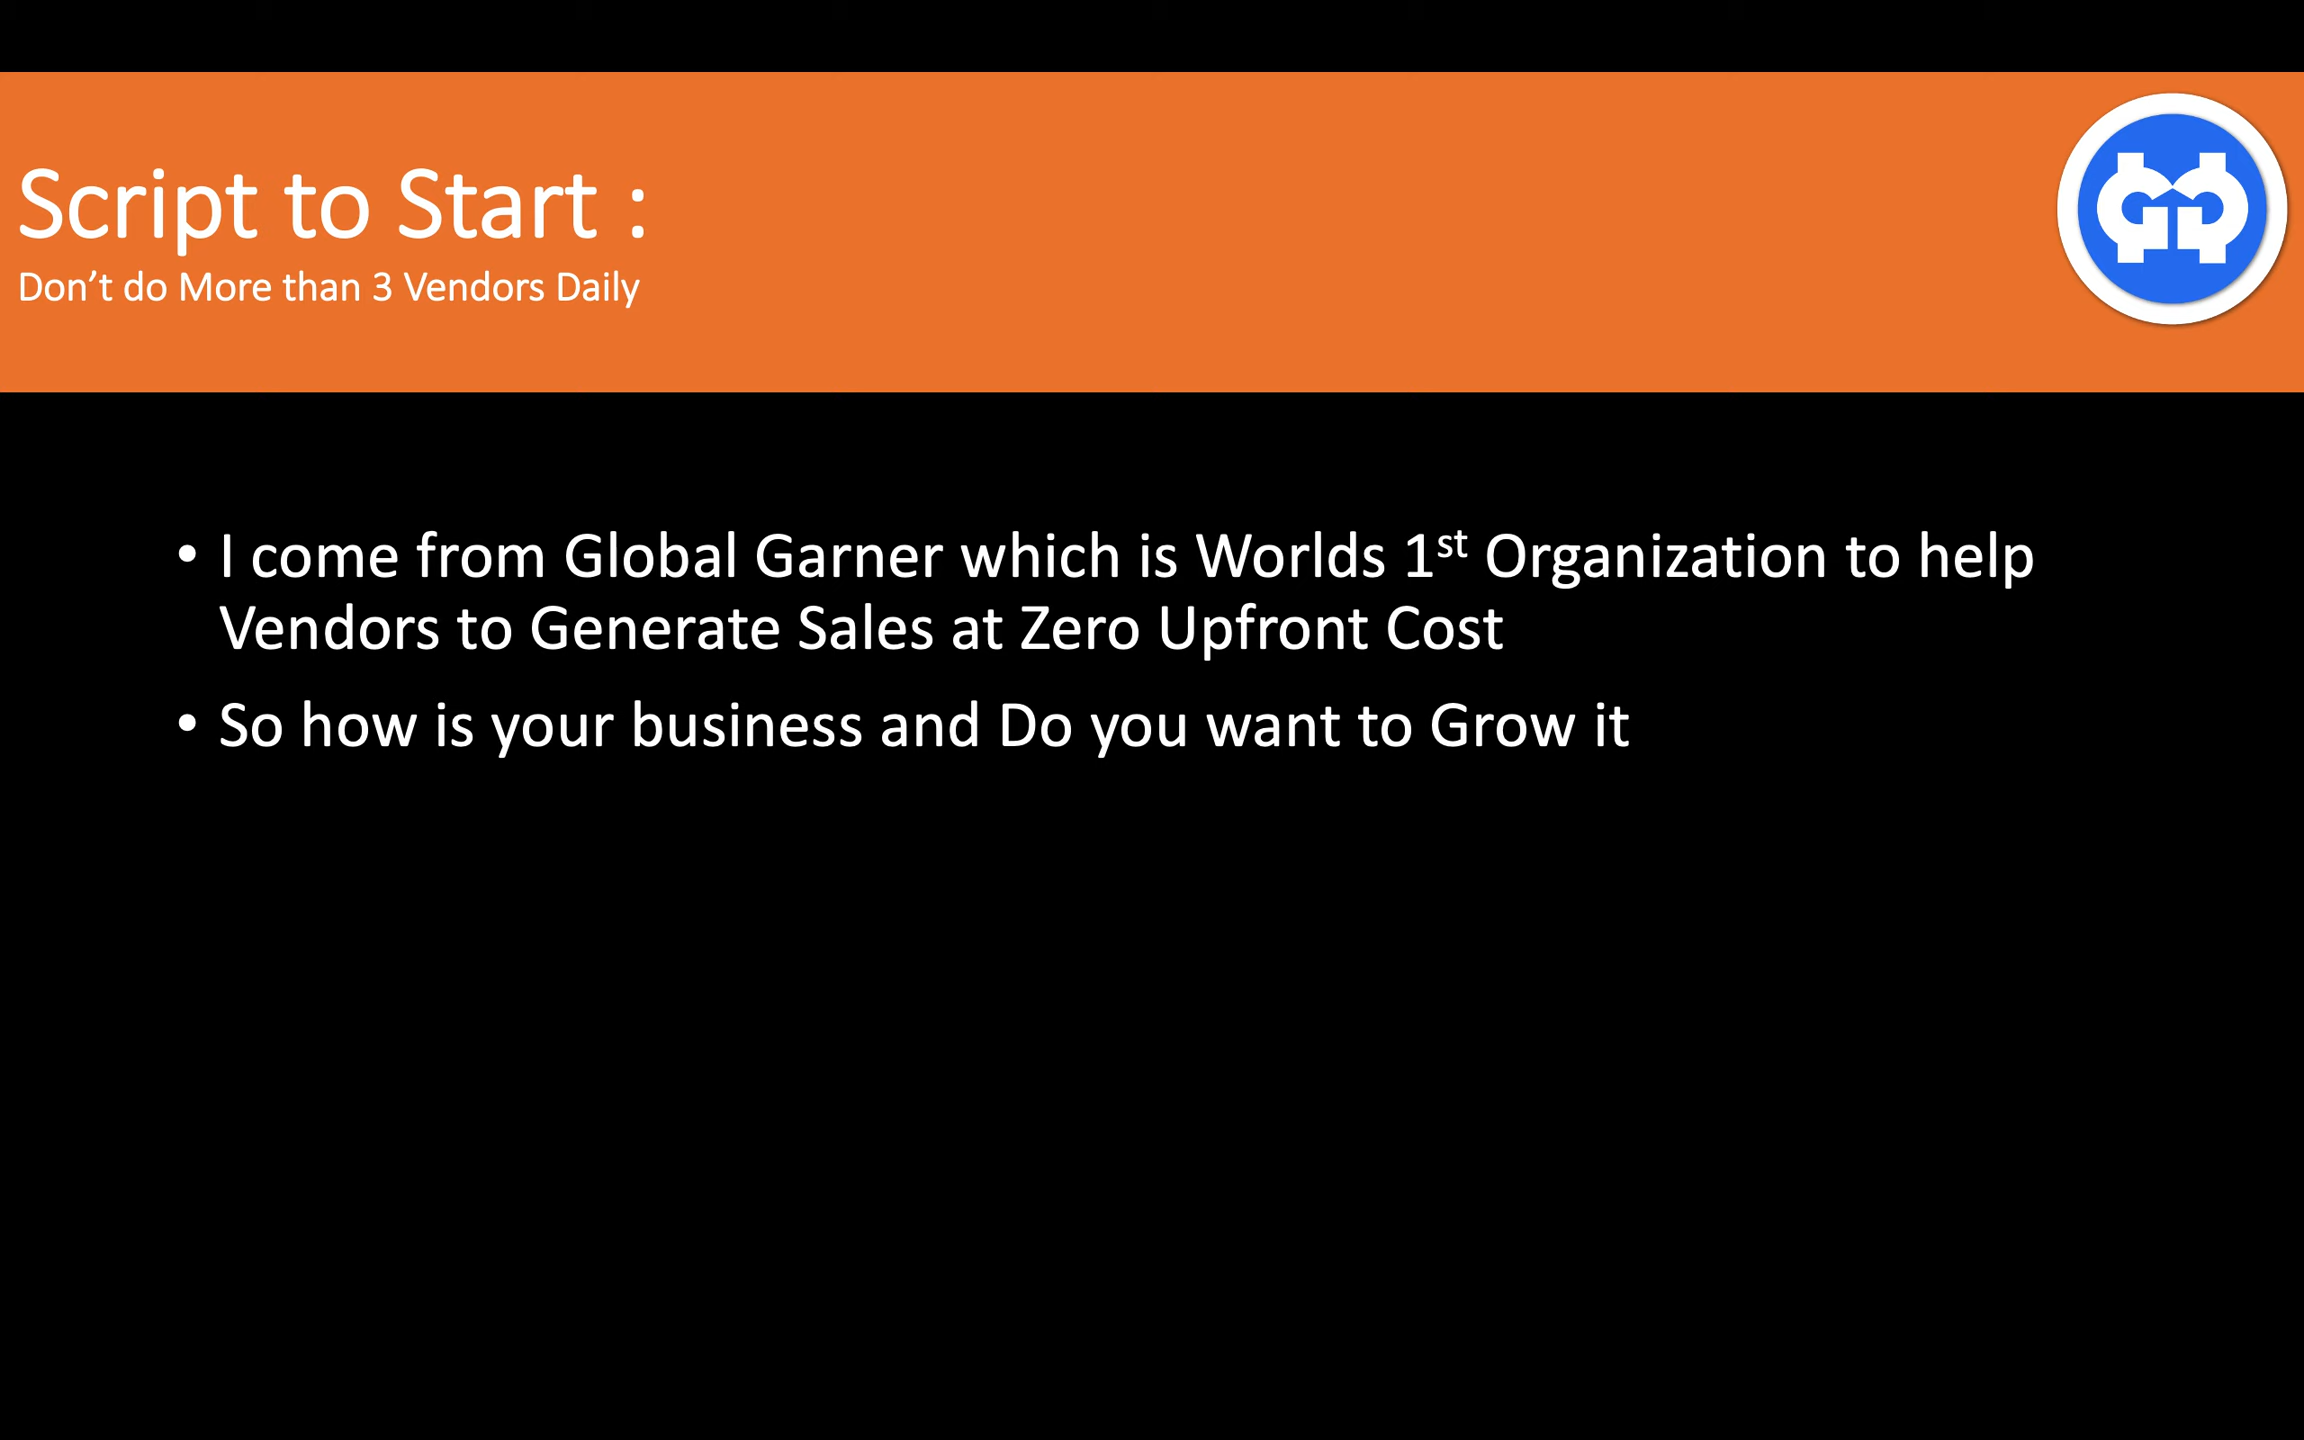 Script to Start :
Don’t do More than 3 Vendors Daily
• I come from Global Garner which is Worlds 1st Organization to help
Vendors to Generate Sales at Zero Upfront Cost
• So how is your business and Do you want to Grow it